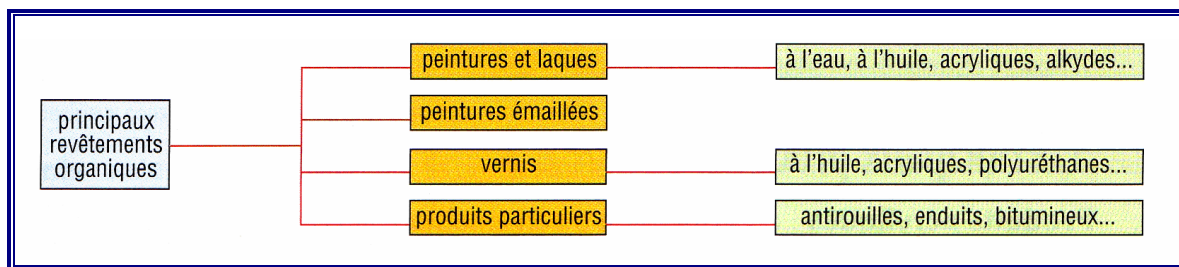 principaux
revêtements
organiques
peintures et laques
à l'eau, à l'huile, acryliques, alkydes...
peintures émaillées
vernis
à l'huile, acryliques, polyuréthanes...
produits particuliers
antirouilles, enduits, bitumineux...